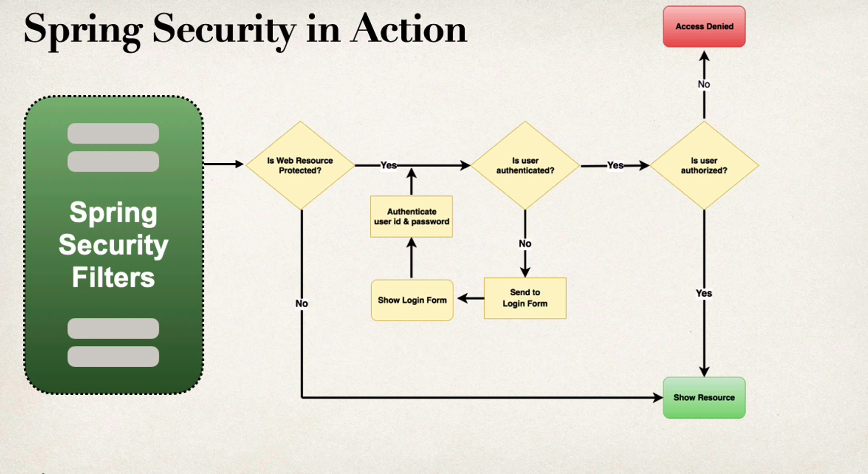 Spring Security in Action
Access Denied
No
Is Web Resource
Protected?
Yes
Is user
authenticated?
Yes
Is user
authorized?
Spring
Security
Filters
Authenticate
user id & password
No
Show Login Form
Send to
Login Form
No
Yes
Show Resource